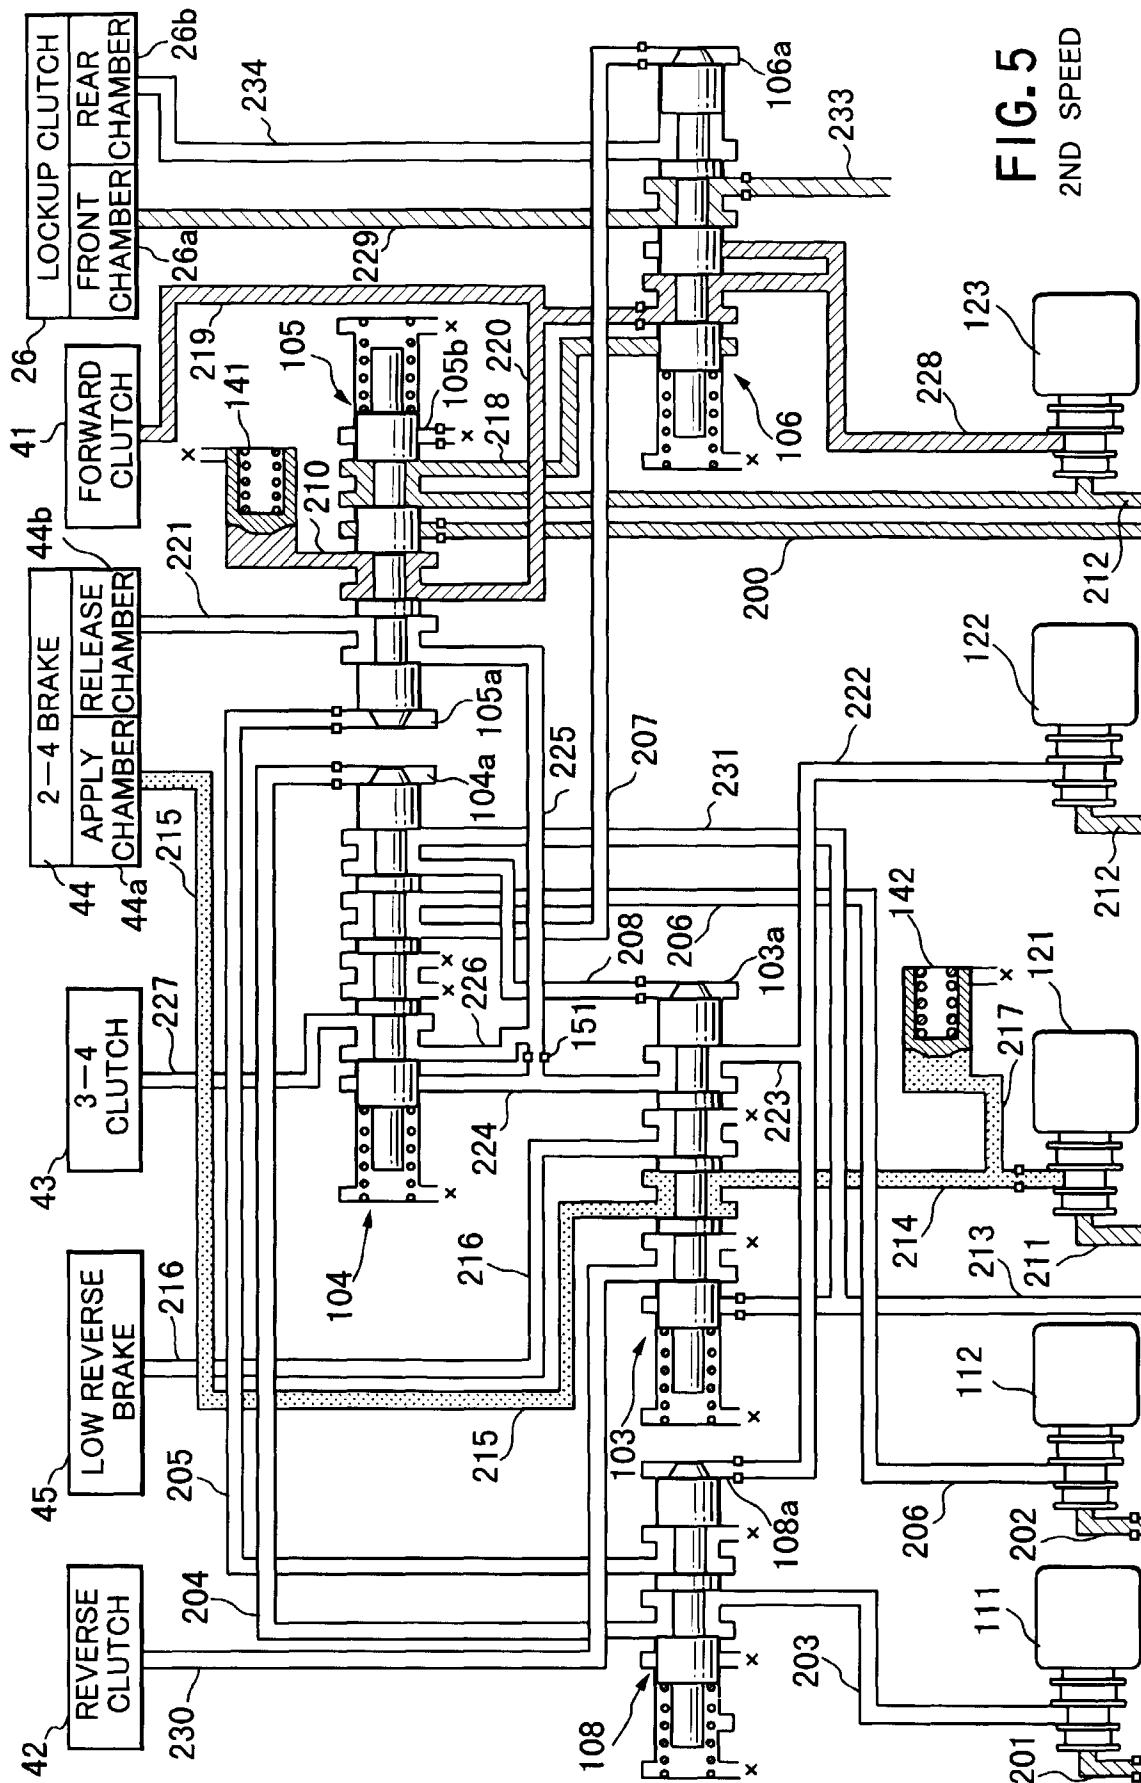 42
REVERSE
CLUTCH
230
45
LOW REVERSE
BRAKE
216
43
3–4
CLUTCH
227
44
2–4 BRAKE
APPLY
CHAMBER
RELEASE
CHAMBER
44a
44b
215
221
41
FORWARD
CLUTCH
26
LOCKUP CLUTCH
FRONT
CHAMBER
REAR
CHAMBER
26a
26b
219
141
×
229
234
204
205
104
×
×
×
104a
105a
210
105
105b
×
×
218
220
215
216
224
226
151
225
207
208
231
206
106
×
106a
233
108
×
×
×
108a
103
×
×
×
103a
223
222
200
212
228
203
206
213
214
217
142
×
201
111
202
112
211
121
212
122
123
FIG. 5
2ND SPEED